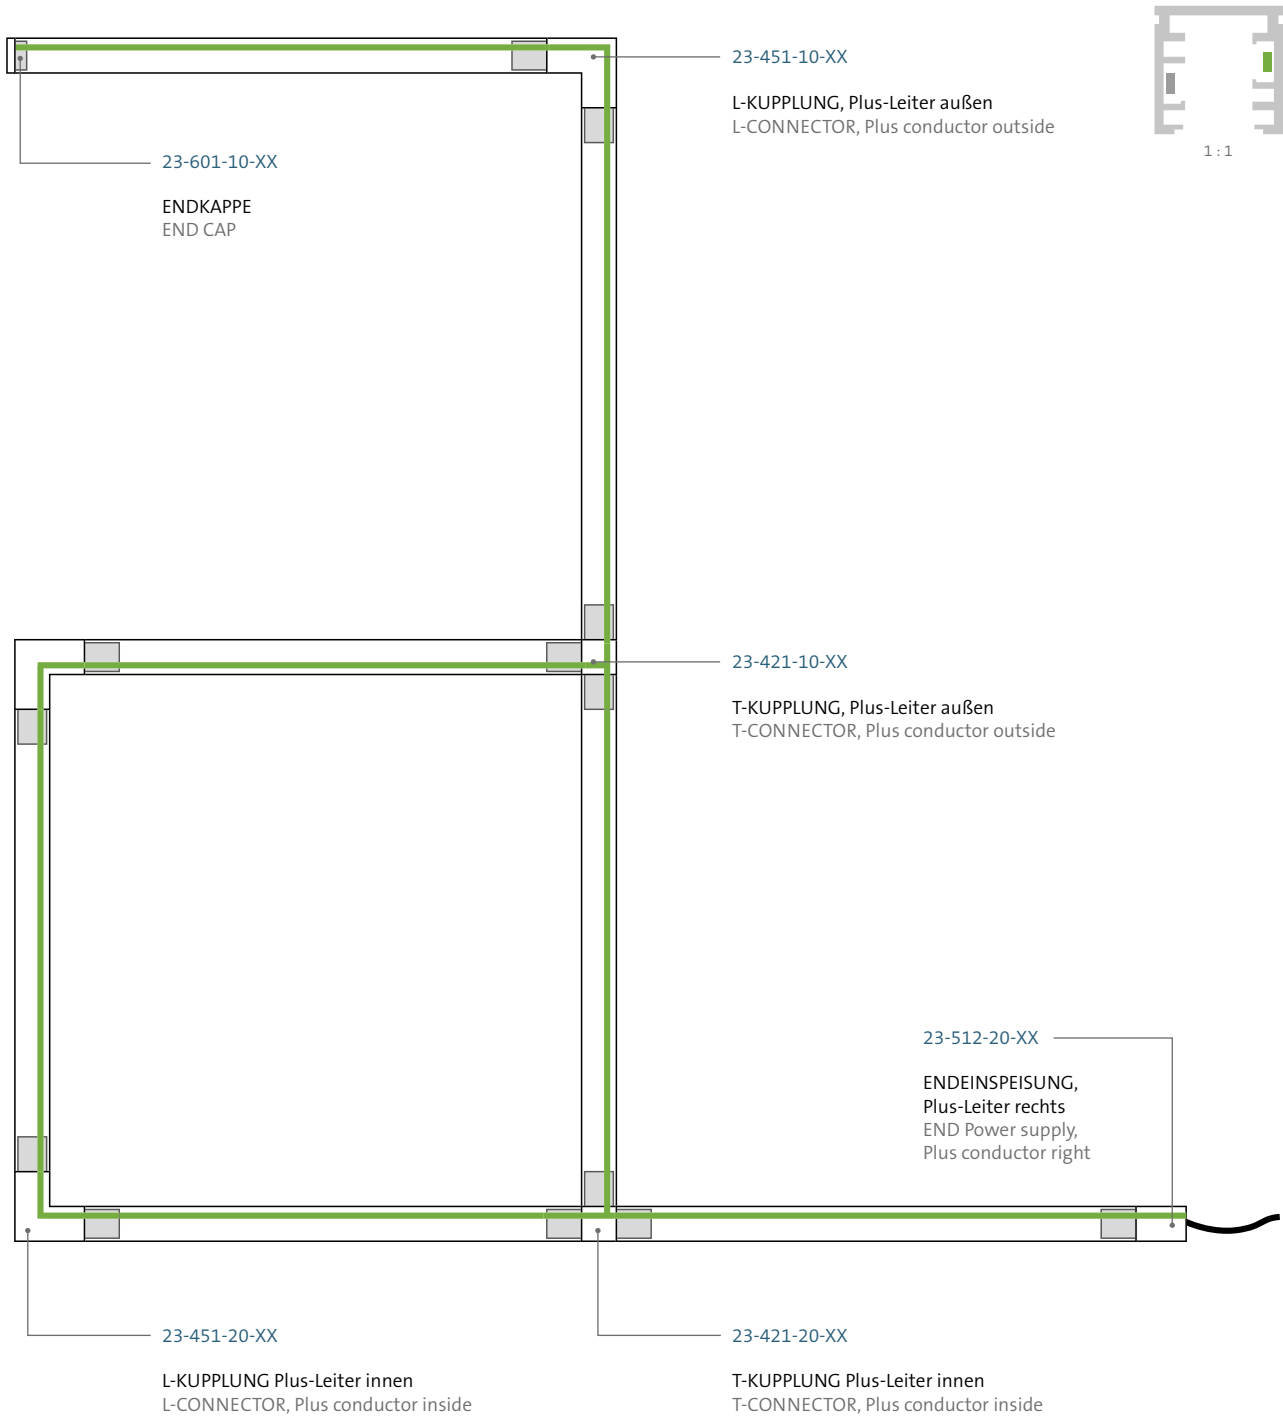 23-451-10-XX
L-KUPPLUNG, Plus-Leiter außen
L-CONNECTOR, Plus conductor outside
1 : 1
23-601-10-XX
ENDKAPPE
END CAP
23-421-10-XX
T-KUPPLUNG, Plus-Leiter außen
T-CONNECTOR, Plus conductor outside
23-512-20-XX
ENDEINSPEISUNG,
Plus-Leiter rechts
END Power supply,
Plus conductor right
23-451-20-XX
L-KUPPLUNG Plus-Leiter innen
L-CONNECTOR, Plus conductor inside
23-421-20-XX
T-KUPPLUNG Plus-Leiter innen
T-CONNECTOR, Plus conductor inside